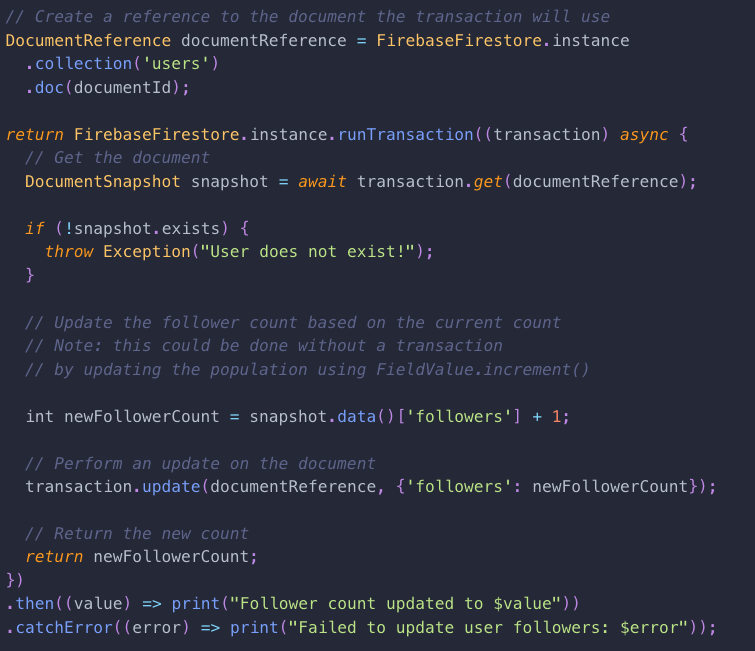 // Create a reference to the document the transaction will use
DocumentReference documentReference = FirebaseFirestore.instance
  .collection('users')
  .doc(documentId);

return FirebaseFirestore.instance.runTransaction((transaction) async {
  // Get the document
  DocumentSnapshot snapshot = await transaction.get(documentReference);

  if (!snapshot.exists) {
    throw Exception("User does not exist!");
  }

  // Update the follower count based on the current count
  // Note: this could be done without a transaction
  // by updating the population using FieldValue.increment()

  int newFollowerCount = snapshot.data()['followers'] + 1;

  // Perform an update on the document
  transaction.update(documentReference, {'followers': newFollowerCount});

  // Return the new count
  return newFollowerCount;
})
.then((value) => print("Follower count updated to $value"))
.catchError((error) => print("Failed to update user followers: $error"));